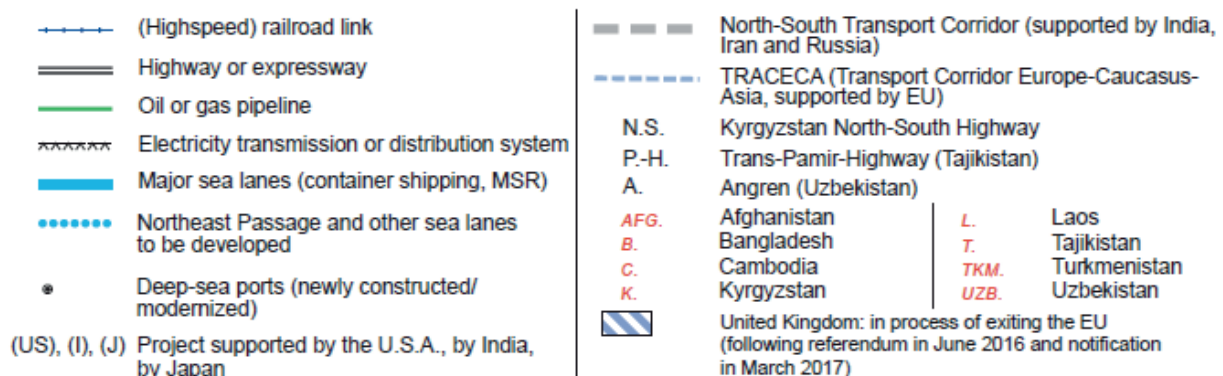 (Highspeed) railroad link
Highway or expressway
Oil or gas pipeline
Electricity transmission or distribution system
Major sea lanes (container shipping, MSR)
Northeast Passage and other sea lanes
to be developed
Deep-sea ports (newly constructed/
modernized)
(US), (I), (J) Project supported by the U.S.A., by India,
by Japan
North-South Transport Corridor (supported by India,
Iran and Russia)
TRACECA (Transport Corridor Europe-Caucasus-
Asia, supported by EU)
N.S. Kyrgyzstan North-South Highway
P.-H. Trans-Pamir-Highway (Tajikistan)
A. Angren (Uzbekistan)
AFG. Afghanistan
B. Bangladesh
C. Cambodia
K. Kyrgyzstan
L. Laos
T. Tajikistan
TKM. Turkmenistan
UZB. Uzbekistan
United Kingdom: in process of exiting the EU
(following referendum in June 2016 and notification
in March 2017)